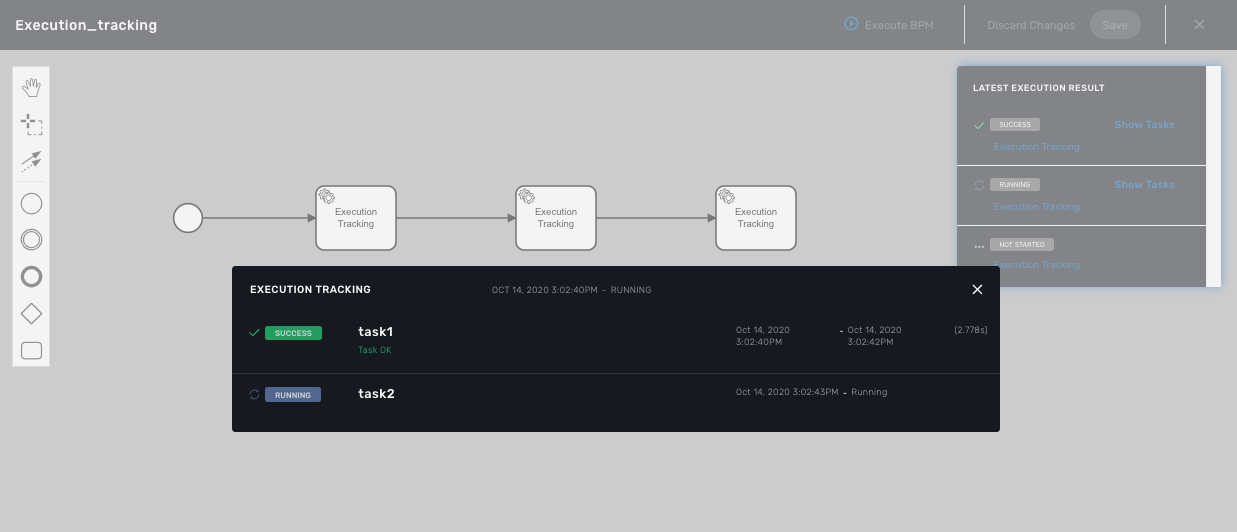 Execution_tracking
Execute BPM
Discard Changes
Save
LATEST EXECUTION RESULT
SUCCESS
Show Tasks
Execution Tracking
RUNNING
Show Tasks
Execution Tracking
NOT STARTED
Execution Tracking
Execution
Tracking
Execution
Tracking
Execution
Tracking
EXECUTION TRACKING
OCT 14, 2020 3:02:40PM - RUNNING
SUCCESS
task1
Task OK
Oct 14, 2020
3:02:40PM
- Oct 14, 2020
3:02:42PM
(2.778s)
RUNNING
task2
Oct 14, 2020 3:02:43PM - Running